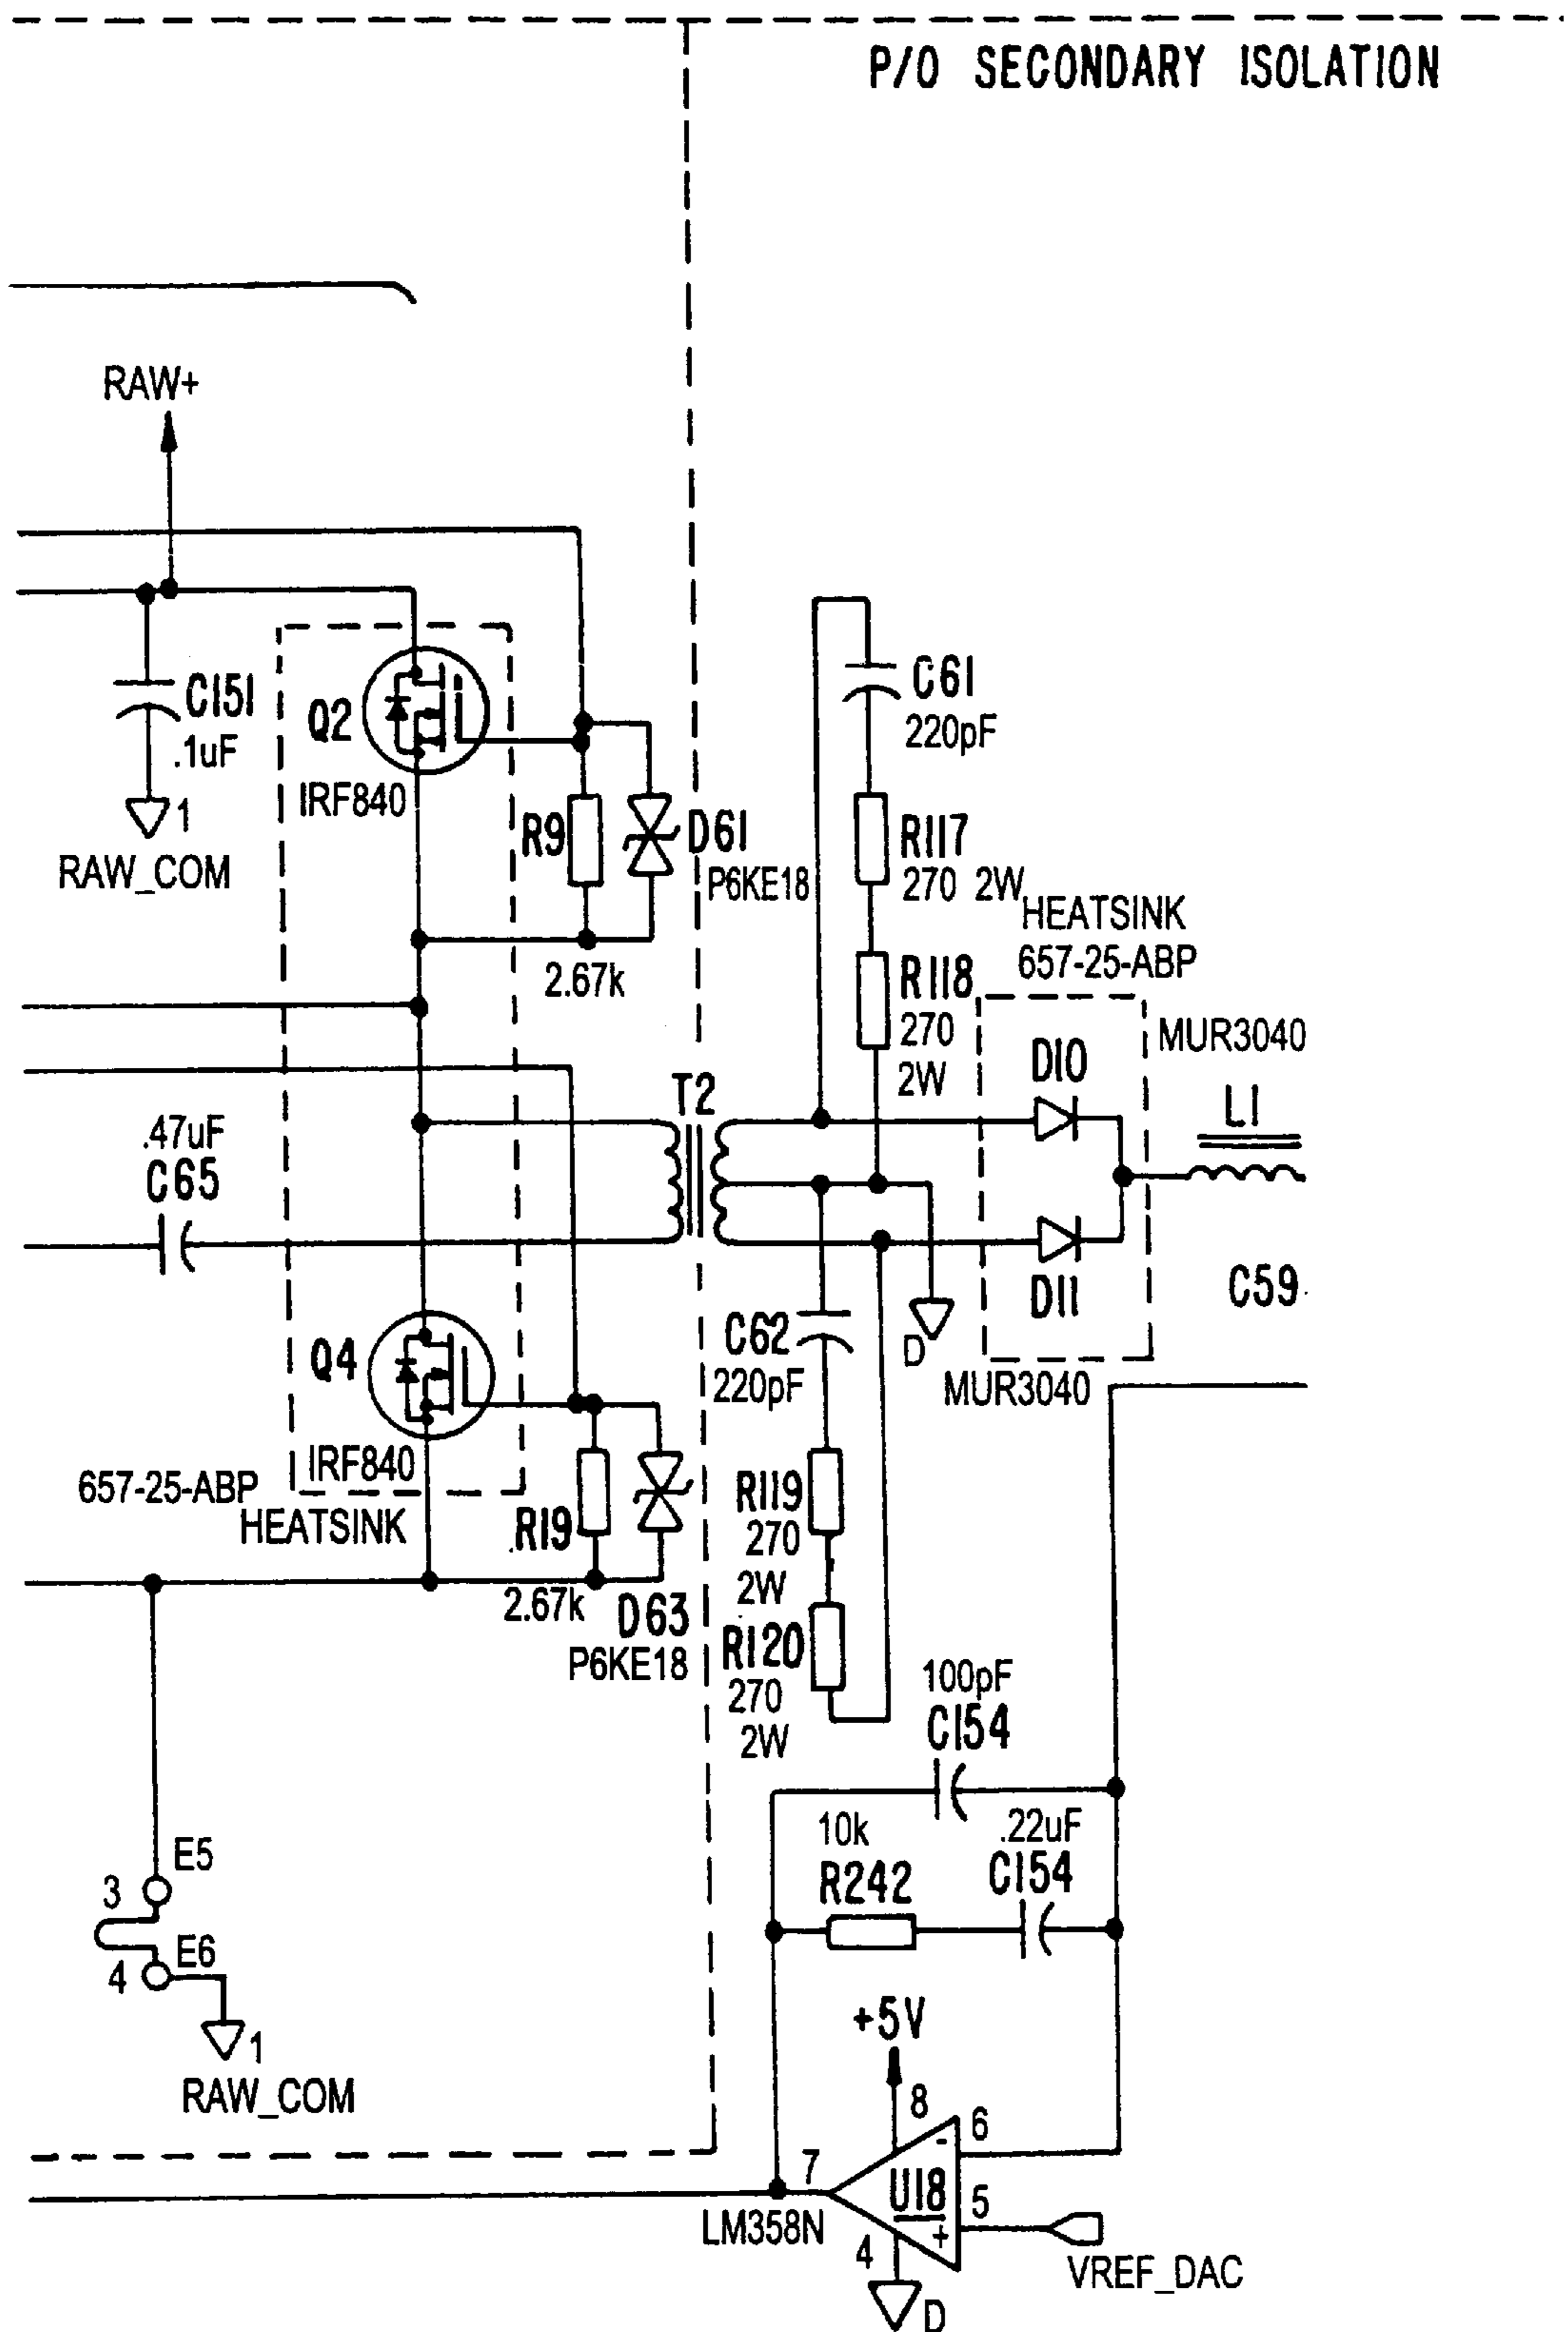 P/O SECONDARY ISOLATION
RAW+
C151
.1uF
1
RAW_COM
Q2
IRF840
R9
2.67k
D61
P6KE18
C61
220pF
R117
270 2W
R118
270
2W
HEATSINK
657-25-ABP
MUR3040
D10
L1
T2
.47uF
C65
D11
MUR3040
C59
D
C62
220pF
Q4
IRF840
657-25-ABP
HEATSINK
R19
2.67k
D63
P6KE18
R119
270
2W
R120
270
2W
100pF
C154
10k
R242
.22uF
C154
3
E5
E6
4
1
RAW_COM
+5V
8
6
-
7
U18
5
+
LM358N
4
D
VREF_DAC